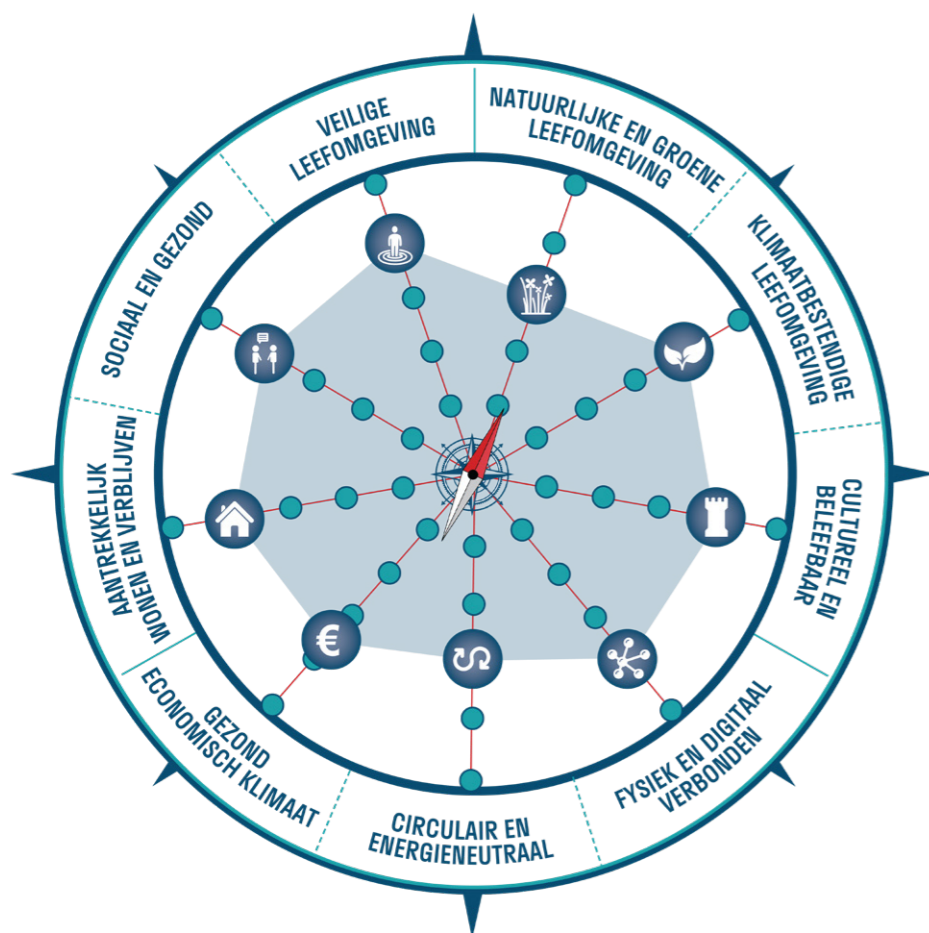 VEILIGE
LEEFOMGEVING
NATUURLIJKE EN GROENE
LEEFOMGEVING
KLIMAATBESTENDIGE
LEEFOMGEVING
CULTUREEL EN
BELEEFBAAR
FYSIEK EN DIGITAAL
VERBONDEN
CIRCULAIR EN
ENERGIENEUTRAAL
GEZOND
ECONOMISCH KLIMAAT
AANTREKKELIJK
WONEN EN VERBLIJVEN
SOCIAAL EN GEZOND
€